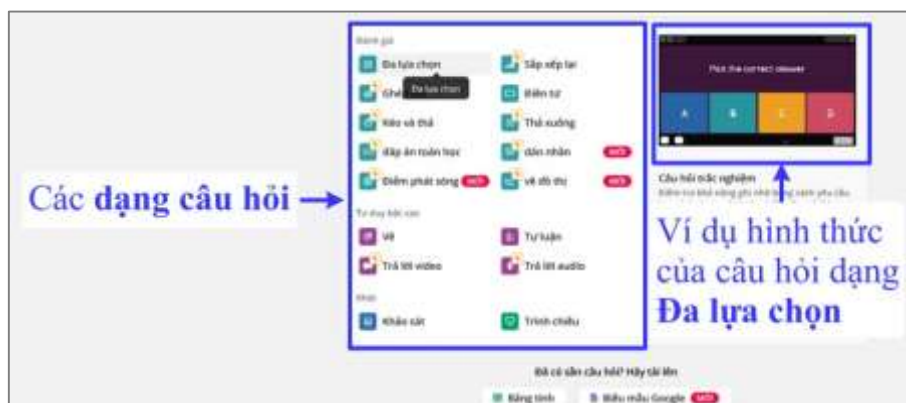 Đánh giá
Đa lựa chọn
Sắp xếp lại
Đa lựa chọn
Điền từ
Kéo và thả
Thả xuống
đáp án toán học
dán nhãn MỚI
Điểm phát sóng MỚI
vẽ đồ thị MỚI
Tư duy bậc cao
Vẽ
Tự luận
Trả lời video
Trả lời audio
Khác
Khảo sát
Trình chiếu
Đã có sẵn câu hỏi? Hãy tải lên
Bảng tính
Biểu mẫu Google MỚI
Các dạng câu hỏi
Pick the correct answer
A B C D
Câu hỏi trắc nghiệm
Ví dụ hình thức
của câu hỏi dạng
Đa lựa chọn